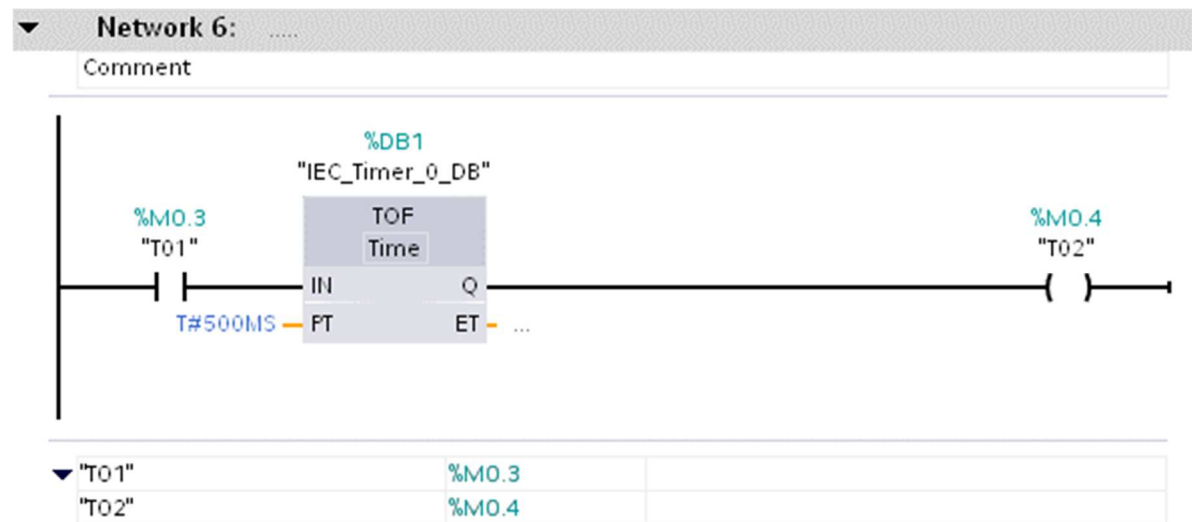 Network 6: .....
Comment
%DB1
"IEC_Timer_0_DB"
%M0.3
"T01"
TOF
Time
%M0.4
"T02"
IN Q
T#500MS PT ET ...
"T01" %M0.3
"T02" %M0.4